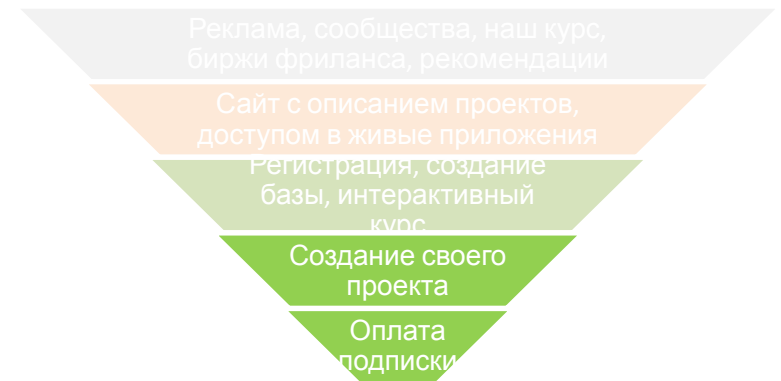 Реклама, сообщества, наш курс,
биржи фриланса, рекомендации
Сайт с описанием проектов,
доступом в живые приложения
Регистрация, создание
базы, интерактивный
курс
Создание своего
проекта
Оплата
подписки